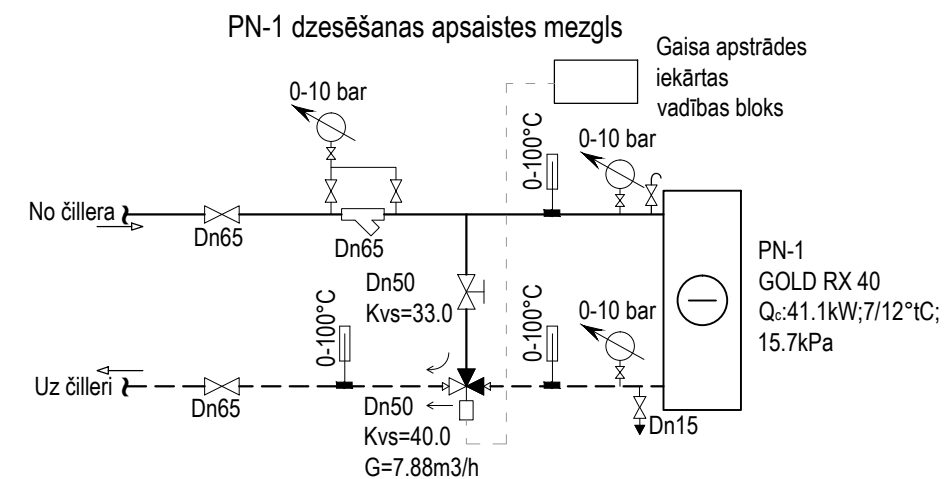 PN-1 dzesēšanas apsaistes mezgls
Gaisa apstrādes
iekārtas
vadības bloks
0-10 bar
0-100°C
0-10 bar
No čillera
Dn65
Dn65
Dn50
Kvs=33.0
PN-1
GOLD RX 40
Qc:41.1kW;7/12°tC;
15.7kPa
0-100°C
0-100°C
0-10 bar
Uz čilleri
Dn65
Dn50
Kvs=40.0
G=7.88m3/h
Dn15